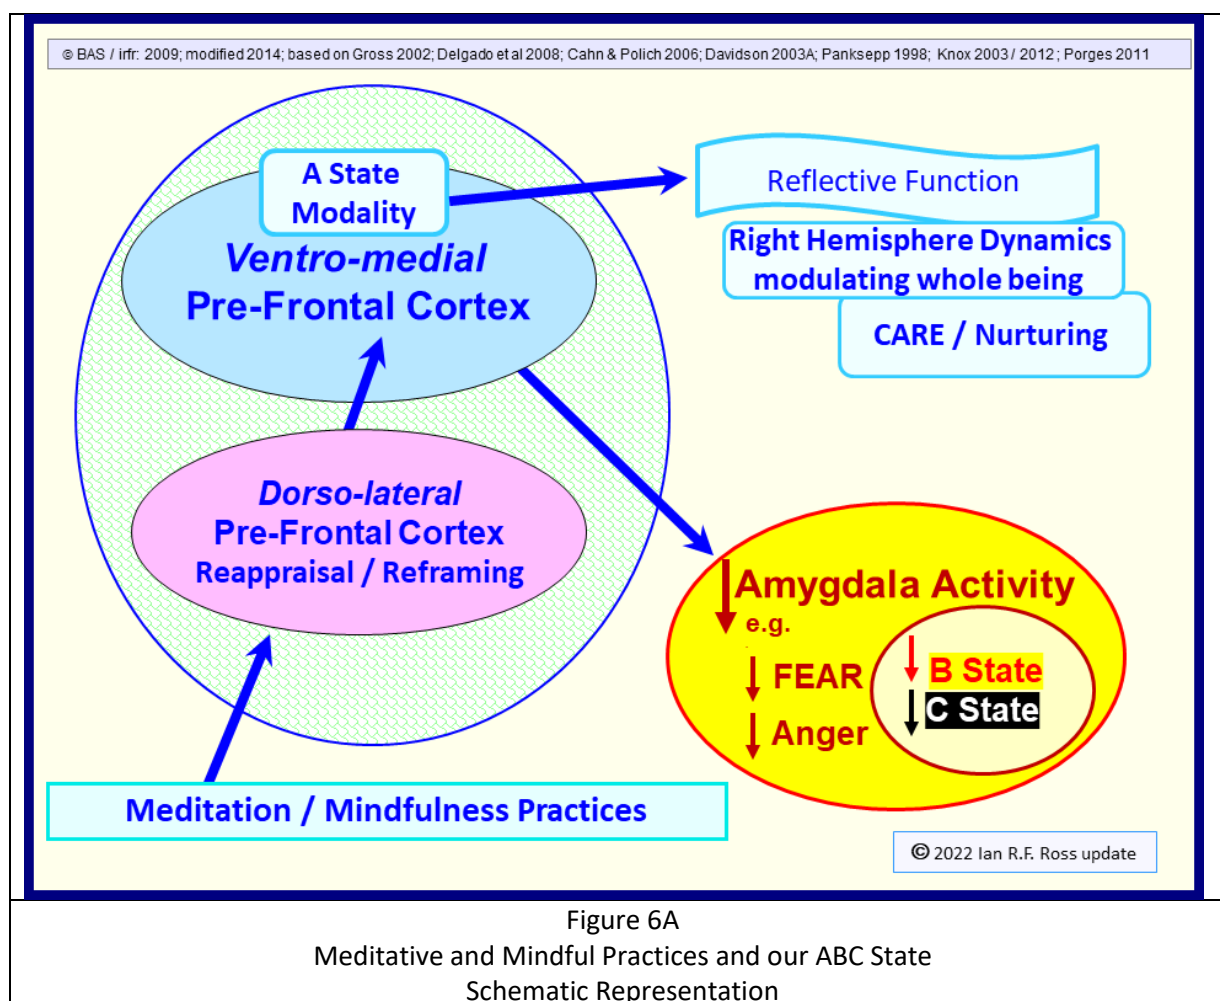 © BAS / irfr: 2009; modified 2014; based on Gross 2002; Delgado et al 2008; Cahn & Polich 2006; Davidson 2003A; Panksepp 1998; Knox 2003 / 2012 ; Porges 2011
A State
Modality
Ventro-medial
Pre-Frontal Cortex
Reflective Function
Right Hemisphere Dynamics
modulating whole being
CARE / Nurturing
Dorso-lateral
Pre-Frontal Cortex
Reappraisal / Reframing
Amygdala Activity
e.g.
FEAR
Anger
B State
C State
Meditation / Mindfulness Practices
© 2022 Ian R.F. Ross update
Figure 6A
Meditative and Mindful Practices and our ABC State
Schematic Representation